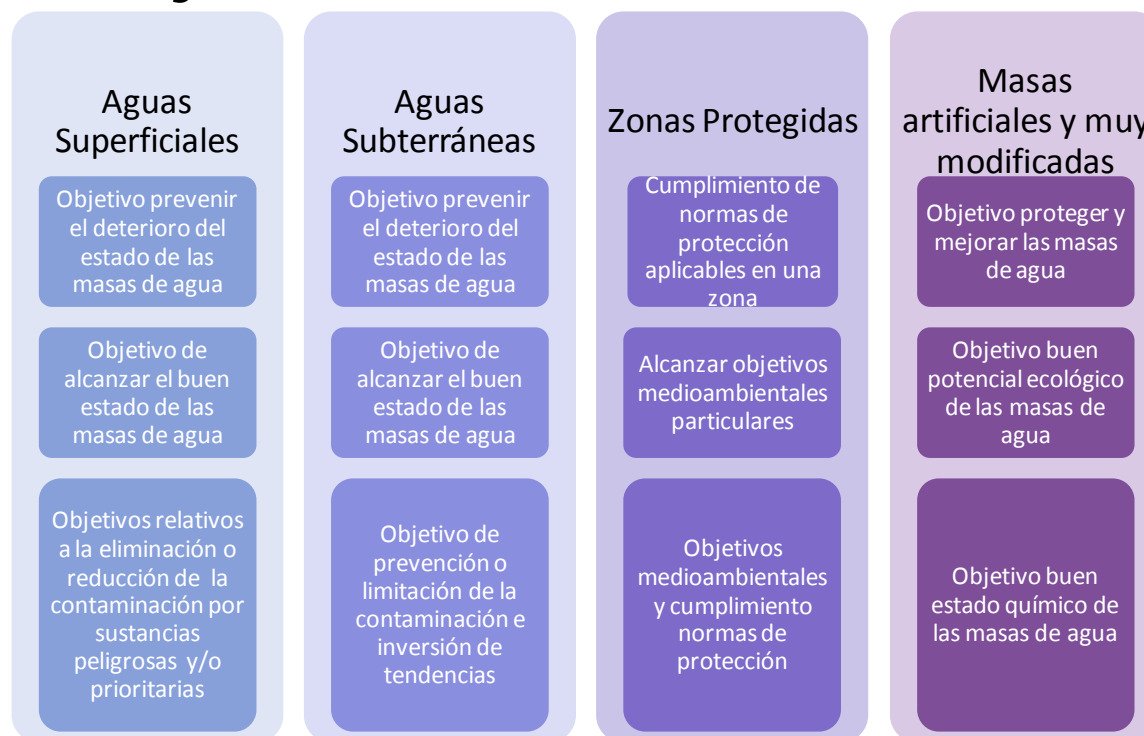 Aguas
Superficiales
Objetivo prevenir
el deterioro del
estado de las
masas de agua
Objetivo de
alcanzar el buen
estado de las
masas de agua
Objetivos relativos
a la eliminación o
reducción de la
contaminación por
sustancias
peligrosas y/o
prioritarias
Aguas
Subterráneas
Objetivo prevenir
el deterioro del
estado de las
masas de agua
Objetivo de
alcanzar el buen
estado de las
masas de agua
Objetivo de
prevención o
limitación de la
contaminación e
inversión de
tendencias
Zonas Protegidas
Cumplimiento de
normas de
protección
aplicables en una
zona
Alcanzar objetivos
medioambientales
particulares
Objetivos
medioambientales
y cumplimiento
normas de
protección
Masas
artificiales y muy
modificadas
Objetivo proteger y
mejorar las masas
de agua
Objetivo buen
potencial ecológico
de las masas de
agua
Objetivo buen
estado químico de
las masas de agua